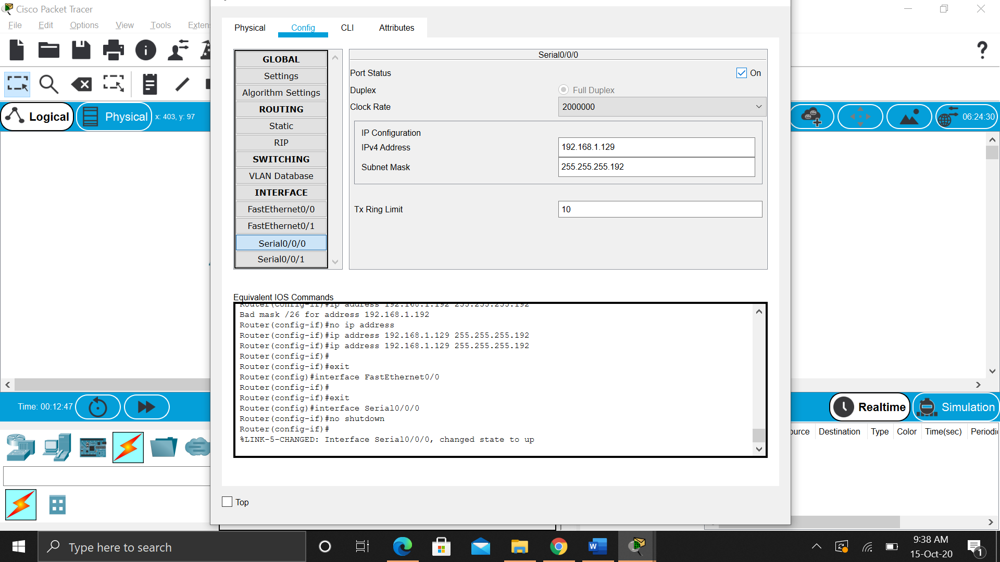 Cisco Packet Tracer
File Edit Options View Tools Exten
Logical
Physical
x: 403, y: 97
06:24:30
Physical Config CLI Attributes
GLOBAL
Settings
Algorithm Settings
ROUTING
Static
RIP
SWITCHING
VLAN Database
INTERFACE
FastEthernet0/0
FastEthernet0/1
Serial0/0/0
Serial0/0/1
Serial0/0/0
Port Status On
Duplex Full Duplex
Clock Rate 2000000
IP Configuration
IPv4 Address 192.168.1.129
Subnet Mask 255.255.255.192
Tx Ring Limit 10
Equivalent IOS Commands
Router(config-if)#ip address 192.168.1.192 255.255.255.192
Bad mask /26 for address 192.168.1.192
Router(config-if)#no ip address
Router(config-if)#ip address 192.168.1.129 255.255.255.192
Router(config-if)#ip address 192.168.1.129 255.255.255.192
Router(config-if)#
Router(config-if)#exit
Router(config)#interface FastEthernet0/0
Router(config-if)#
Router(config-if)#exit
Router(config)#interface Serial0/0/0
Router(config-if)#no shutdown
Router(config-if)#
%LINK-5-CHANGED: Interface Serial0/0/0, changed state to up
Top
Time: 00:12:47
Realtime
Simulation
ource Destination Type Color Time(sec) Periodi
Type here to search
9:38 AM
15-Oct-20
1